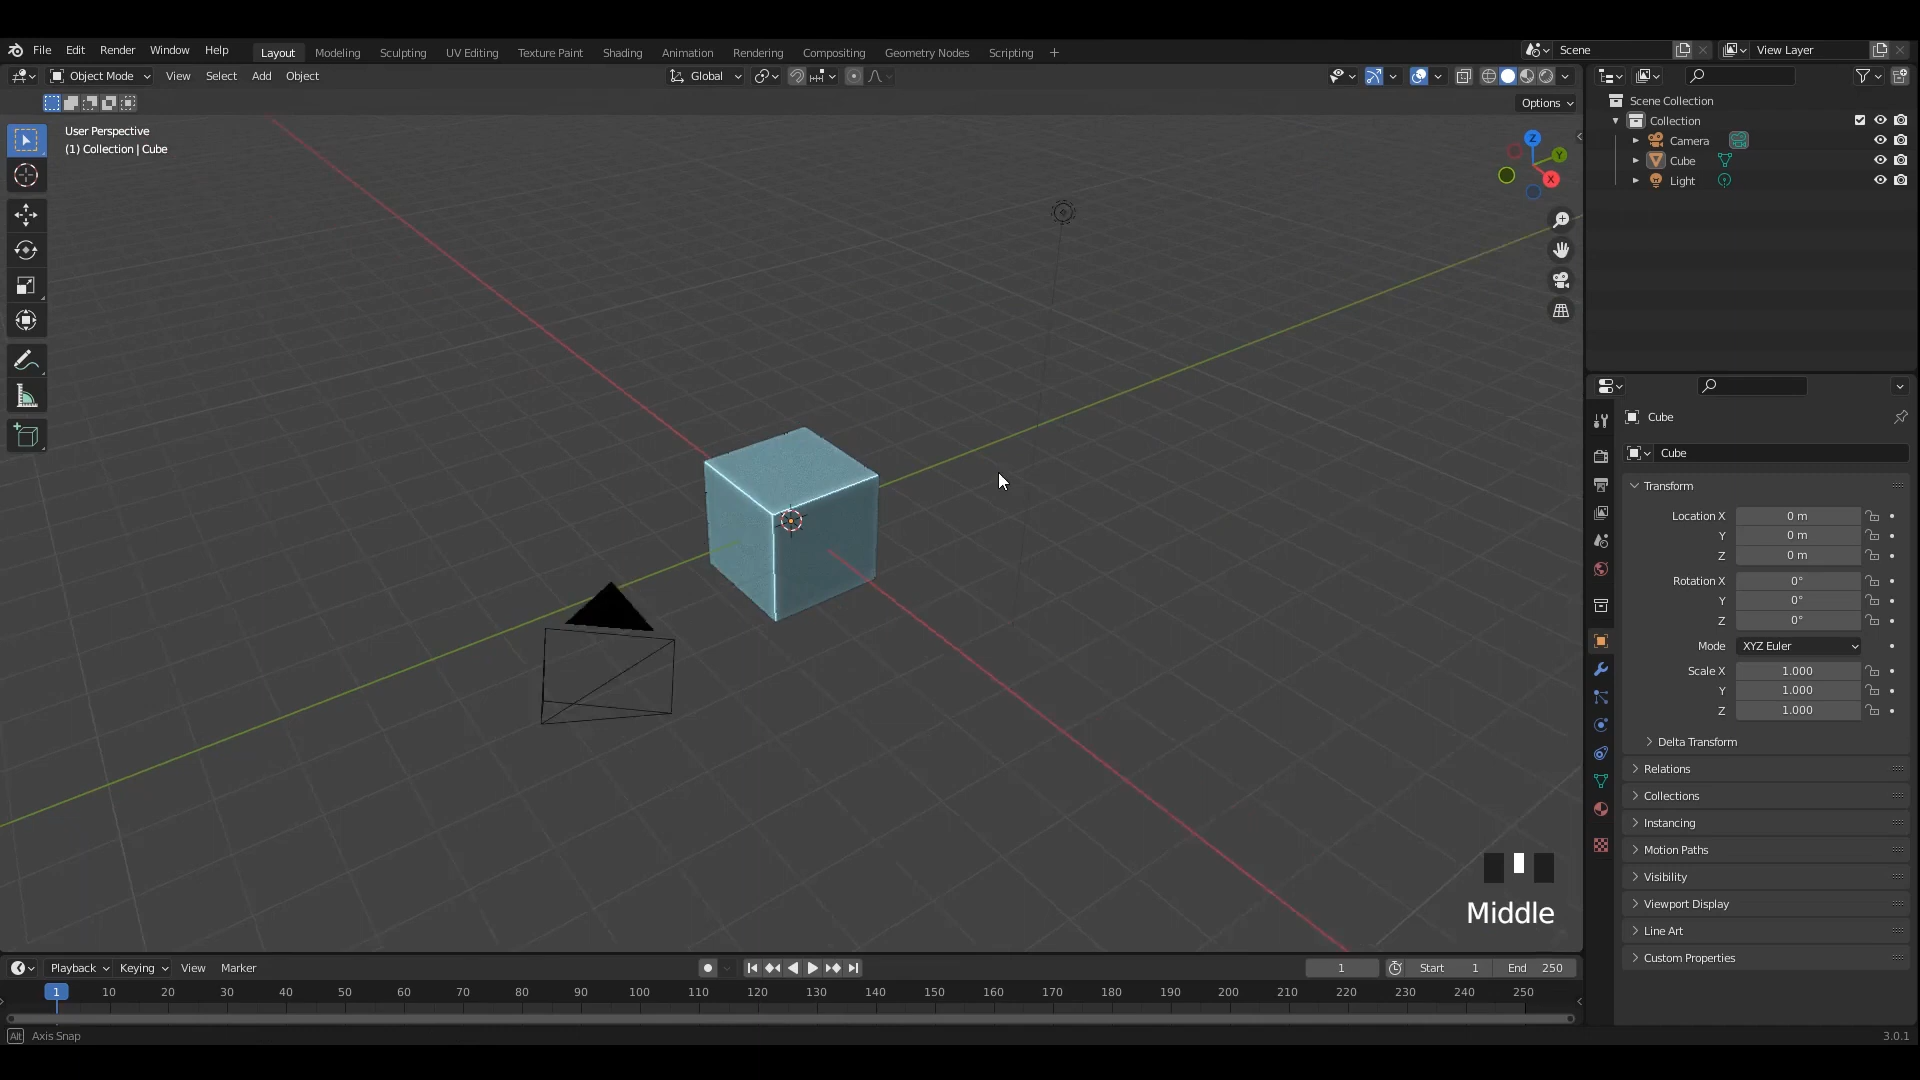 File Edit Render Window Help Layout Modeling Sculpting UV Editing Texture Paint Shading Animation Rendering Compositing Geometry Nodes Scripting + Scene View Layer
Object Mode View Select Add Object Global
Options
User Perspective
(1) Collection | Cube
Z
Y
X
Scene Collection
Collection
Camera
Cube
Light
Cube
Cube
Transform
Location X 0 m
Y 0 m
Z 0 m
Rotation X 0°
Y 0°
Z 0°
Mode XYZ Euler
Scale X 1.000
Y 1.000
Z 1.000
Delta Transform
Relations
Collections
Instancing
Motion Paths
Visibility
Viewport Display
Line Art
Custom Properties
Middle
Playback Keying View Marker 1 Start 1 End 250
1 10 20 30 40 50 60 70 80 90 100 110 120 130 140 150 160 170 180 190 200 210 220 230 240 250
Alt Axis Snap 3.0.1